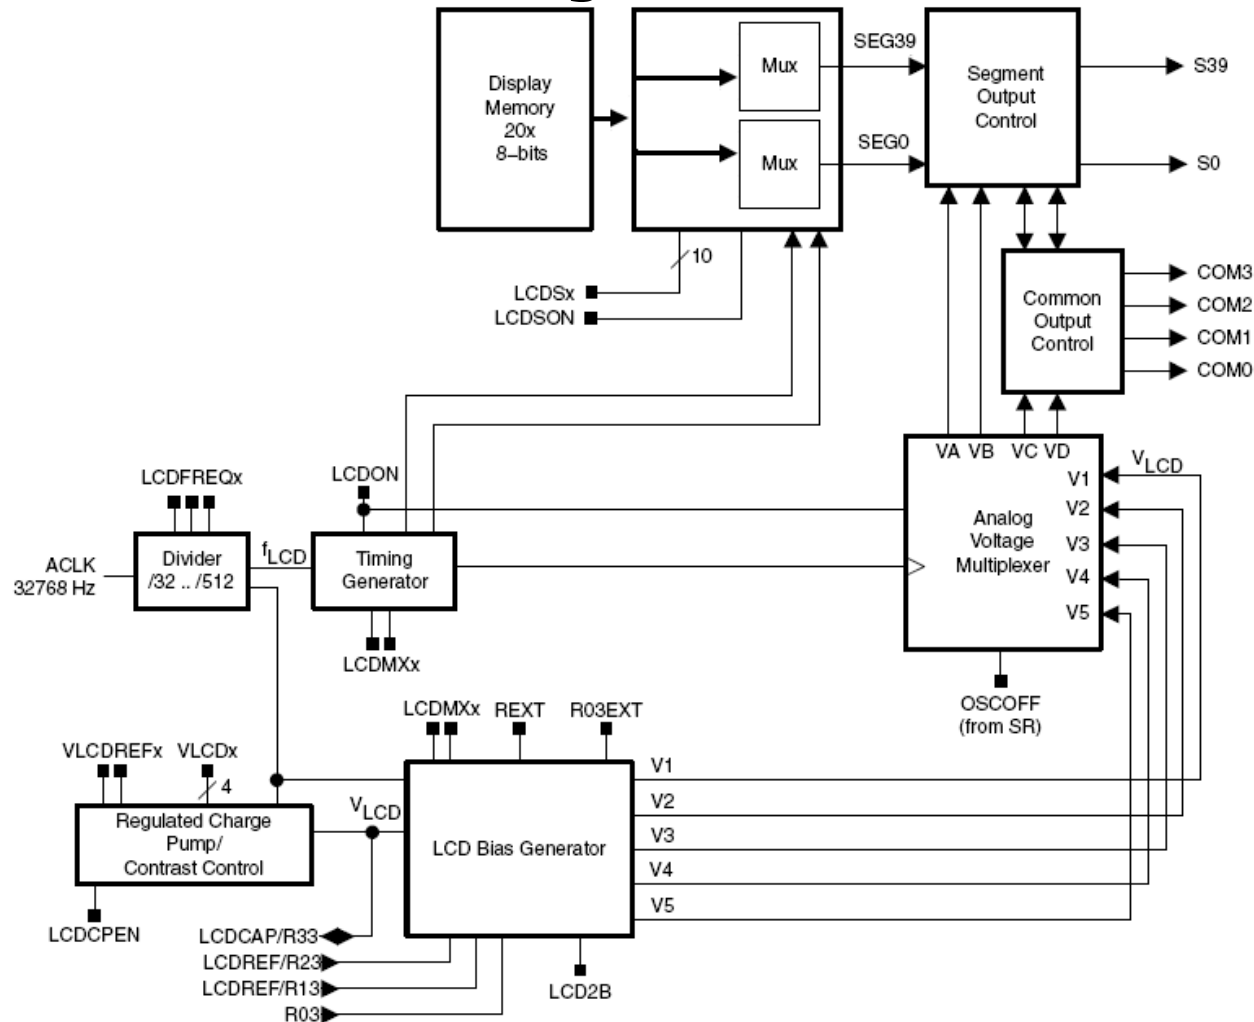 Display
Memory
20x
8–bits
Mux
Mux
SEG39
SEG0
Segment
Output
Control
S39
S0
10
LCDSx
LCDSON
Common
Output
Control
COM3
COM2
COM1
COM0
LCDFREQx
LCDON
ACLK
32768 Hz
Divider
/32 .. /512
fLCD
Timing
Generator
LCDMXx
VA VB VC VD
VLCD
V1
V2
V3
V4
V5
Analog
Voltage
Multiplexer
OSCOFF
(from SR)
LCDMXx REXT R03EXT
VLCDREFx VLCDx
4
Regulated Charge
Pump/
Contrast Control
VLCD
LCD Bias Generator
V1
V2
V3
V4
V5
LCDCPEN
LCDCAP/R33
LCDREF/R23
LCDREF/R13
R03
LCD2B